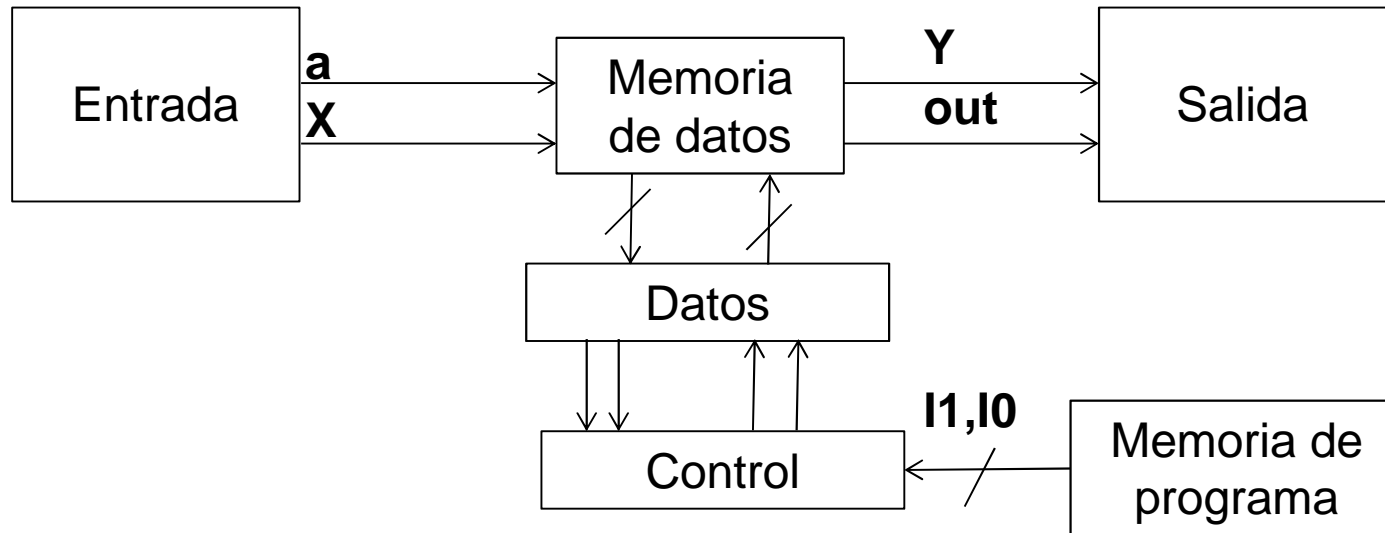 Entrada
a
X
Memoria
de datos
Y
out
Salida
Datos
Control
I1,I0
Memoria de
programa